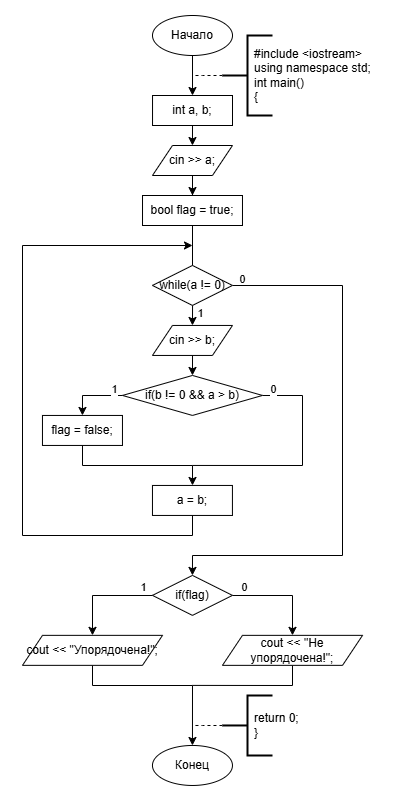 Начало
#include <iostream>
using namespace std;
int main()
{
int a, b;
cin >> a;
bool flag = true;
while(a != 0)
0
1
cin >> b;
if(b != 0 && a > b)
1
0
flag = false;
a = b;
if(flag)
1
0
cout << "Упорядочена!";
cout << "Не
упорядочена!";
return 0;
}
Конец